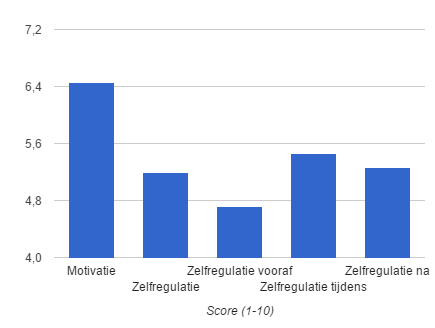 7,2
6,4
5,6
4,8
4,0
Motivatie
Zelfregulatie vooraf
Zelfregulatie na
Zelfregulatie
Zelfregulatie tijdens
Score (1-10)